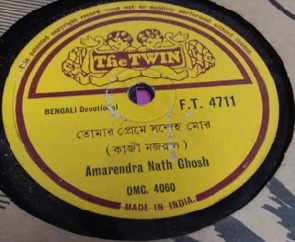 The TWIN
BENGALI Devotional F.T. 4711
তোমার প্রেমে সন্দেহ মোর
( কাজী নজরুল )
Amarendra Nath Ghosh
OMC. 4060
MADE IN INDIA.